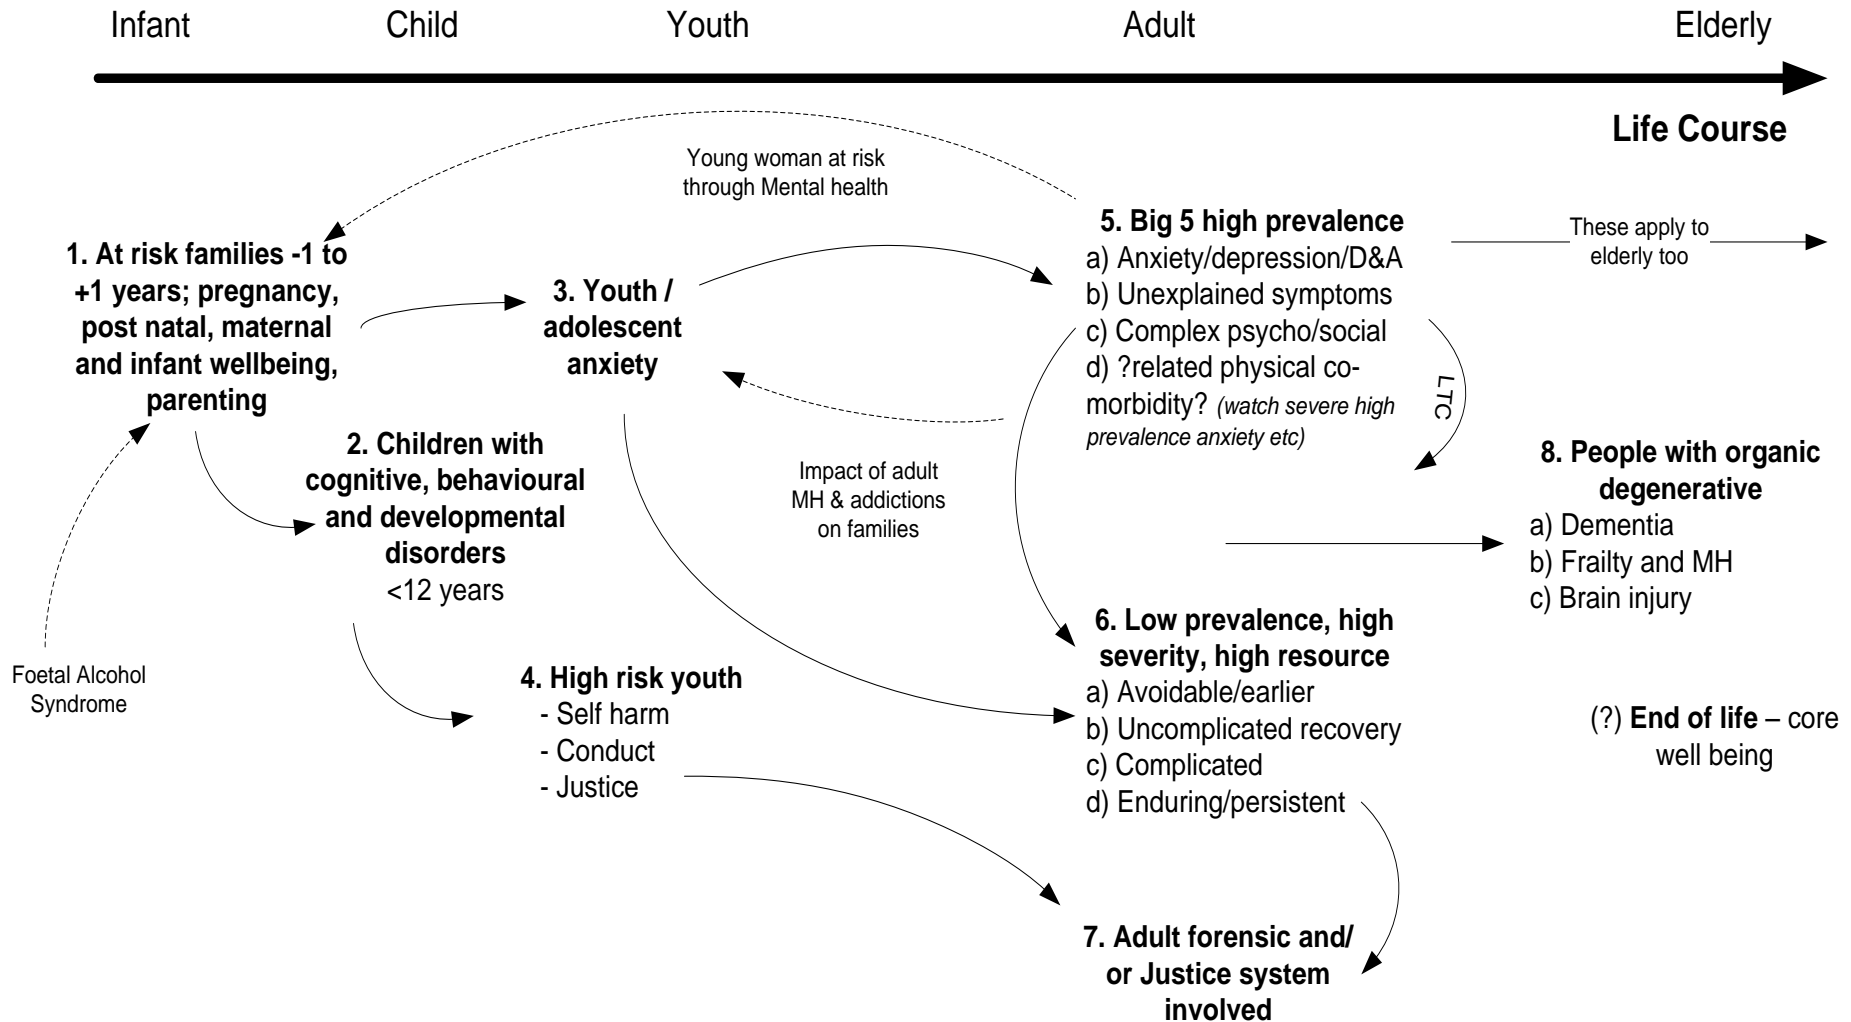 Infant
Child
Youth
Adult
Elderly
Life Course
Young woman at risk
through Mental health
1. At risk families -1 to
+1 years; pregnancy,
post natal, maternal
and infant wellbeing,
parenting
2. Children with
cognitive, behavioural
and developmental
disorders
<12 years
Foetal Alcohol
Syndrome
3. Youth /
adolescent
anxiety
4. High risk youth
- Self harm
- Conduct
- Justice
Impact of adult
MH & addictions
on families
5. Big 5 high prevalence
a) Anxiety/depression/D&A
b) Unexplained symptoms
c) Complex psycho/social
d) ?related physical co-
morbidity? (watch severe high
prevalence anxiety etc)
These apply to
elderly too
LTC
6. Low prevalence, high
severity, high resource
a) Avoidable/earlier
b) Uncomplicated recovery
c) Complicated
d) Enduring/persistent
7. Adult forensic and/
or Justice system
involved
8. People with organic
degenerative
a) Dementia
b) Frailty and MH
c) Brain injury
(?) End of life – core
well being